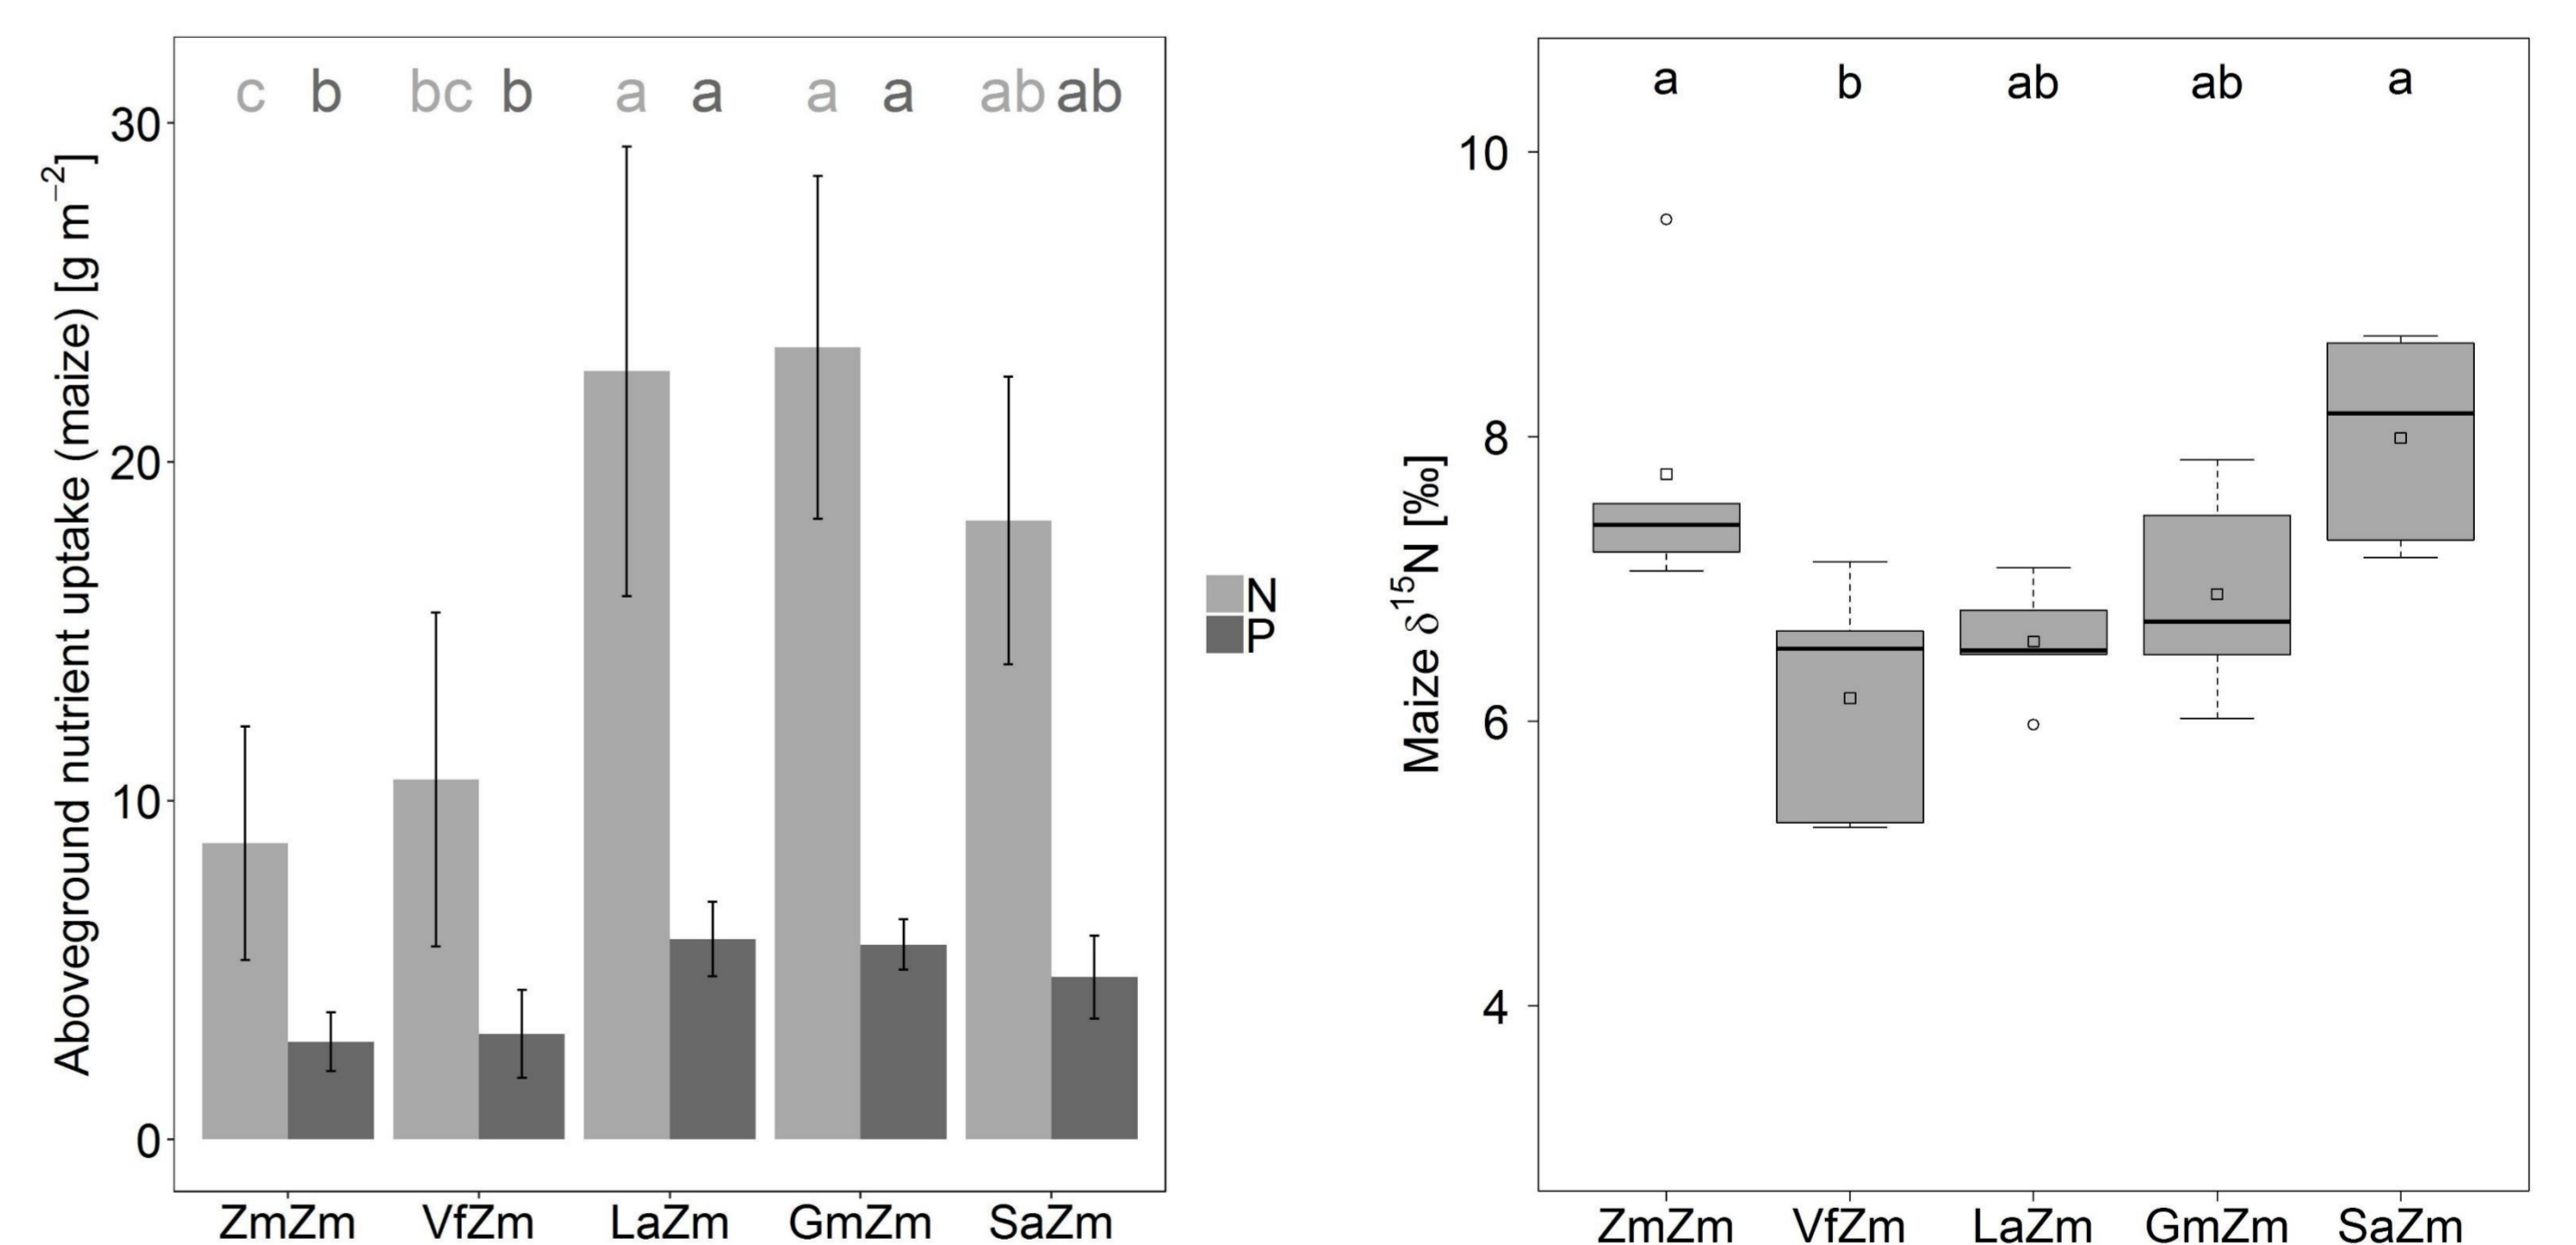 Aboveground nutrient uptake (maize) [g m⁻²]
30
20
10
0
c b bc b a a a a ab ab
ZmZm VfZm LaZm GmZm SaZm
N
P
Maize δ¹⁵N [‰]
10
8
6
4
a b ab ab a
ZmZm VfZm LaZm GmZm SaZm